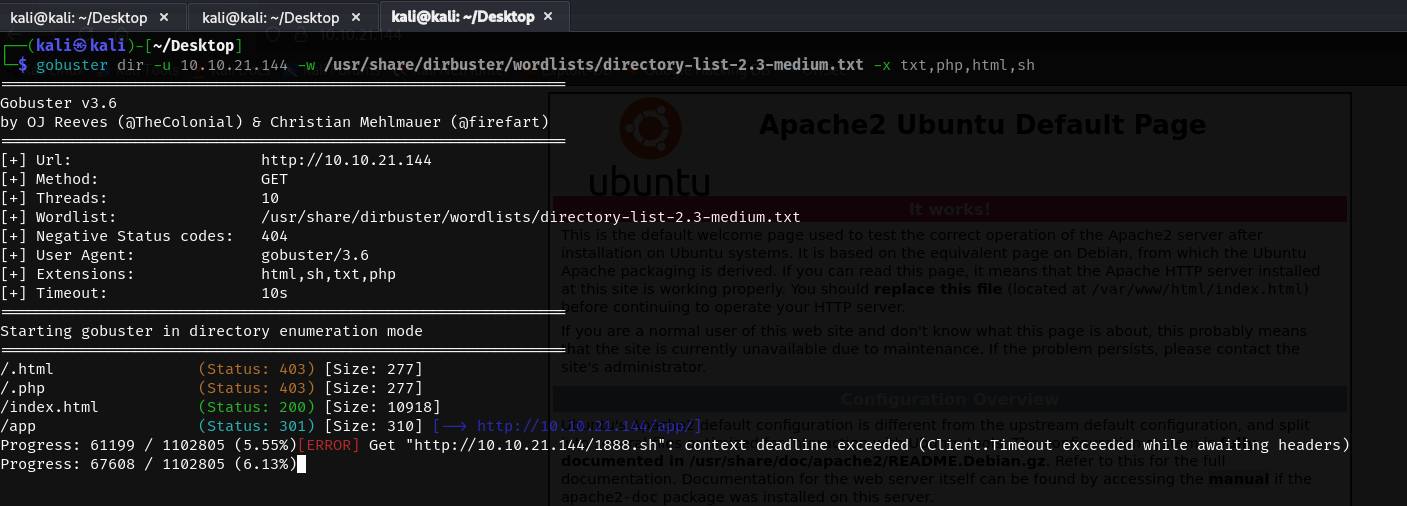 kali@kali: ~/Desktop × kali@kali: ~/Desktop × kali@kali: ~/Desktop ×
10.10.21.144
┌──(kali㉿kali)-[~/Desktop]
└─$ gobuster dir -u 10.10.21.144 -w /usr/share/dirbuster/wordlists/directory-list-2.3-medium.txt -x txt,php,html,sh
===============================================================
Gobuster v3.6
by OJ Reeves (@TheColonial) & Christian Mehlmauer (@firefart)
===============================================================
[+] Url: http://10.10.21.144
[+] Method: GET
[+] Threads: 10
[+] Wordlist: /usr/share/dirbuster/wordlists/directory-list-2.3-medium.txt
[+] Negative Status codes: 404
[+] User Agent: gobuster/3.6
[+] Extensions: html,sh,txt,php
[+] Timeout: 10s
===============================================================
Starting gobuster in directory enumeration mode
===============================================================
/.html (Status: 403) [Size: 277]
/.php (Status: 403) [Size: 277]
/index.html (Status: 200) [Size: 10918]
/app (Status: 301) [Size: 310] [--> http://10.10.21.144/app/]
Progress: 61199 / 1102805 (5.55%)[ERROR] Get "http://10.10.21.144/1888.sh": context deadline exceeded (Client.Timeout exceeded while awaiting headers)
Progress: 67608 / 1102805 (6.13%)
Apache2 Ubuntu Default Page
ubuntu
It works!
This is the default welcome page used to test the correct operation of the Apache2 server after
installation on Ubuntu systems. It is based on the equivalent page on Debian, from which the Ubuntu
Apache packaging is derived. If you can read this page, it means that the Apache HTTP server installed
at this site is working properly. You should replace this file (located at /var/www/html/index.html)
before continuing to operate your HTTP server.
If you are a normal user of this web site and don't know what this page is about, this probably means
that the site is currently unavailable due to maintenance. If the problem persists, please contact the
site's administrator.
Configuration Overview
default configuration is different from the upstream default configuration, and split
documented in /usr/share/doc/apache2/README.Debian.gz. Refer to this for the full
documentation. Documentation for the web server itself can be found by accessing the manual if the
apache2-doc package was installed on this server.